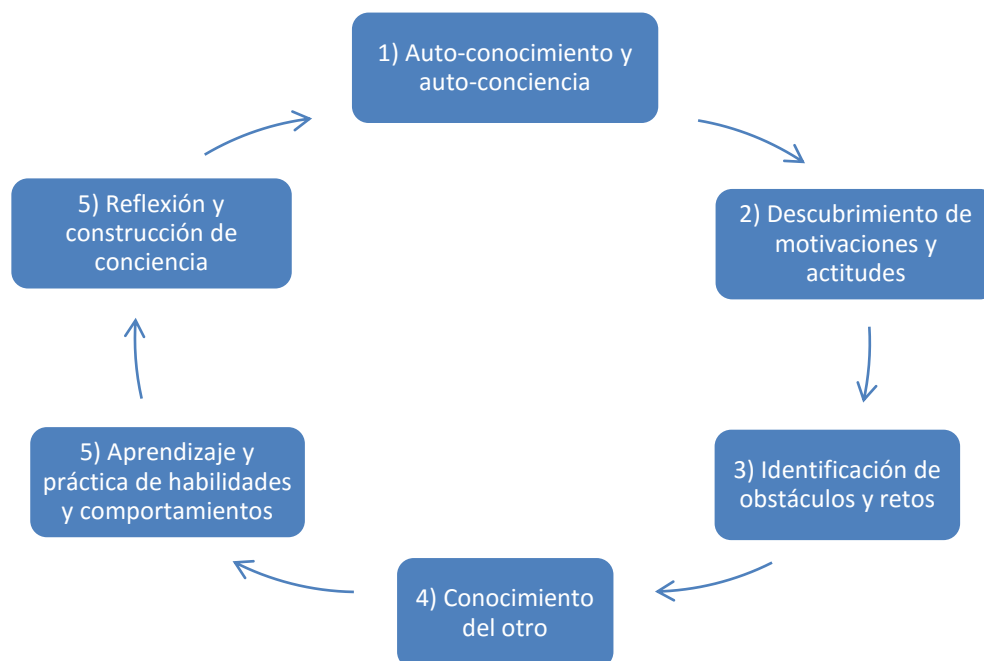 1) Auto-conocimiento y
auto-conciencia
2) Descubrimiento de
motivaciones y
actitudes
3) Identificación de
obstáculos y retos
4) Conocimiento
del otro
5) Aprendizaje y
práctica de habilidades
y comportamientos
5) Reflexión y
construcción de
conciencia